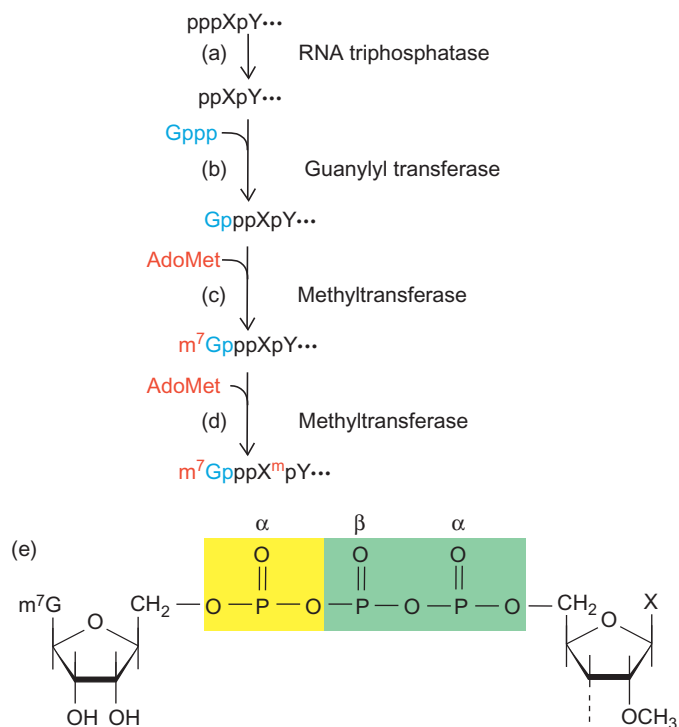 pppXpY•••
(a) RNA triphosphatase
ppXpY•••
Gppp
(b) Guanylyl transferase
GpppXpY•••
AdoMet
(c) Methyltransferase
m⁷GpppXpY•••
AdoMet
(d) Methyltransferase
m⁷GpppXᵐpY•••
(e) α β α
O O O
m⁷G O CH₂ O P O P O P O CH₂ O X
OH OH OCH₃